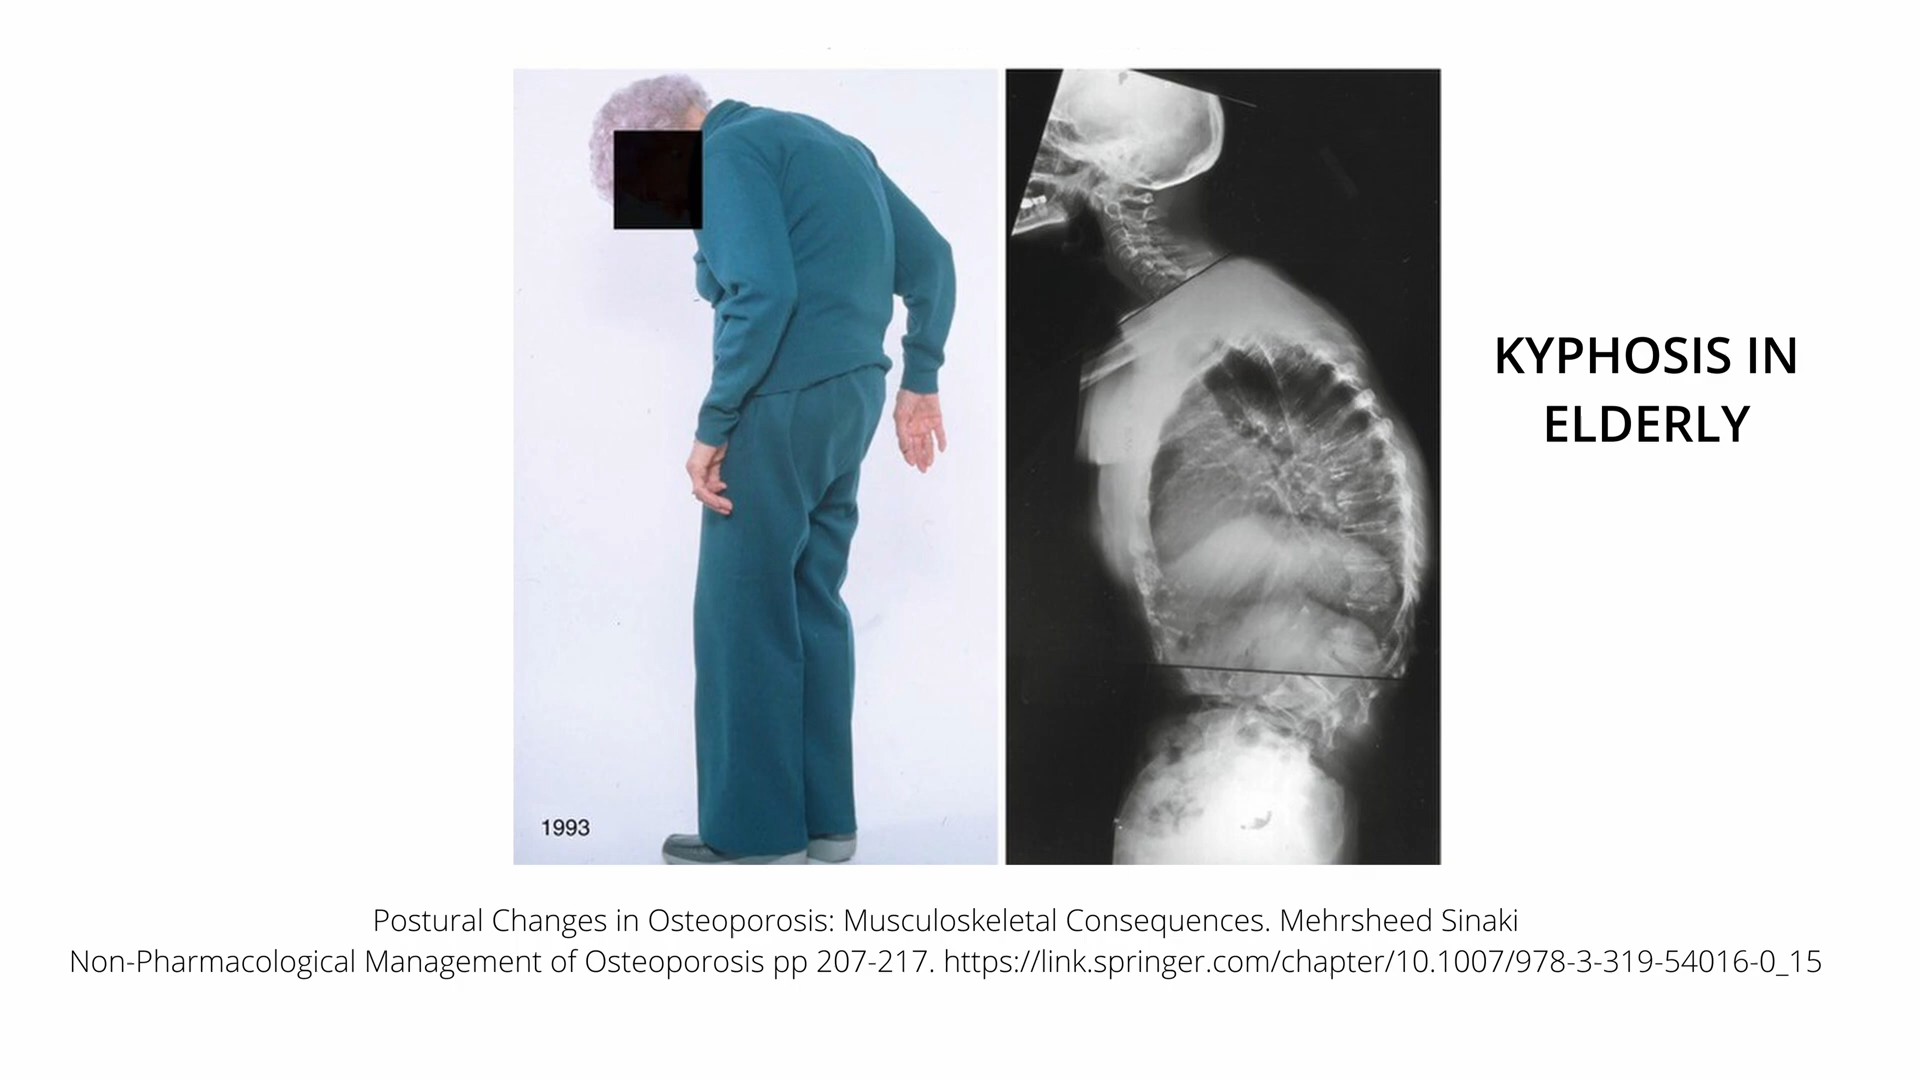 KYPHOSIS IN
ELDERLY
1993
Postural Changes in Osteoporosis: Musculoskeletal Consequences. Mehrsheed Sinaki
Non-Pharmacological Management of Osteoporosis pp 207-217. https://link.springer.com/chapter/10.1007/978-3-319-54016-0_15